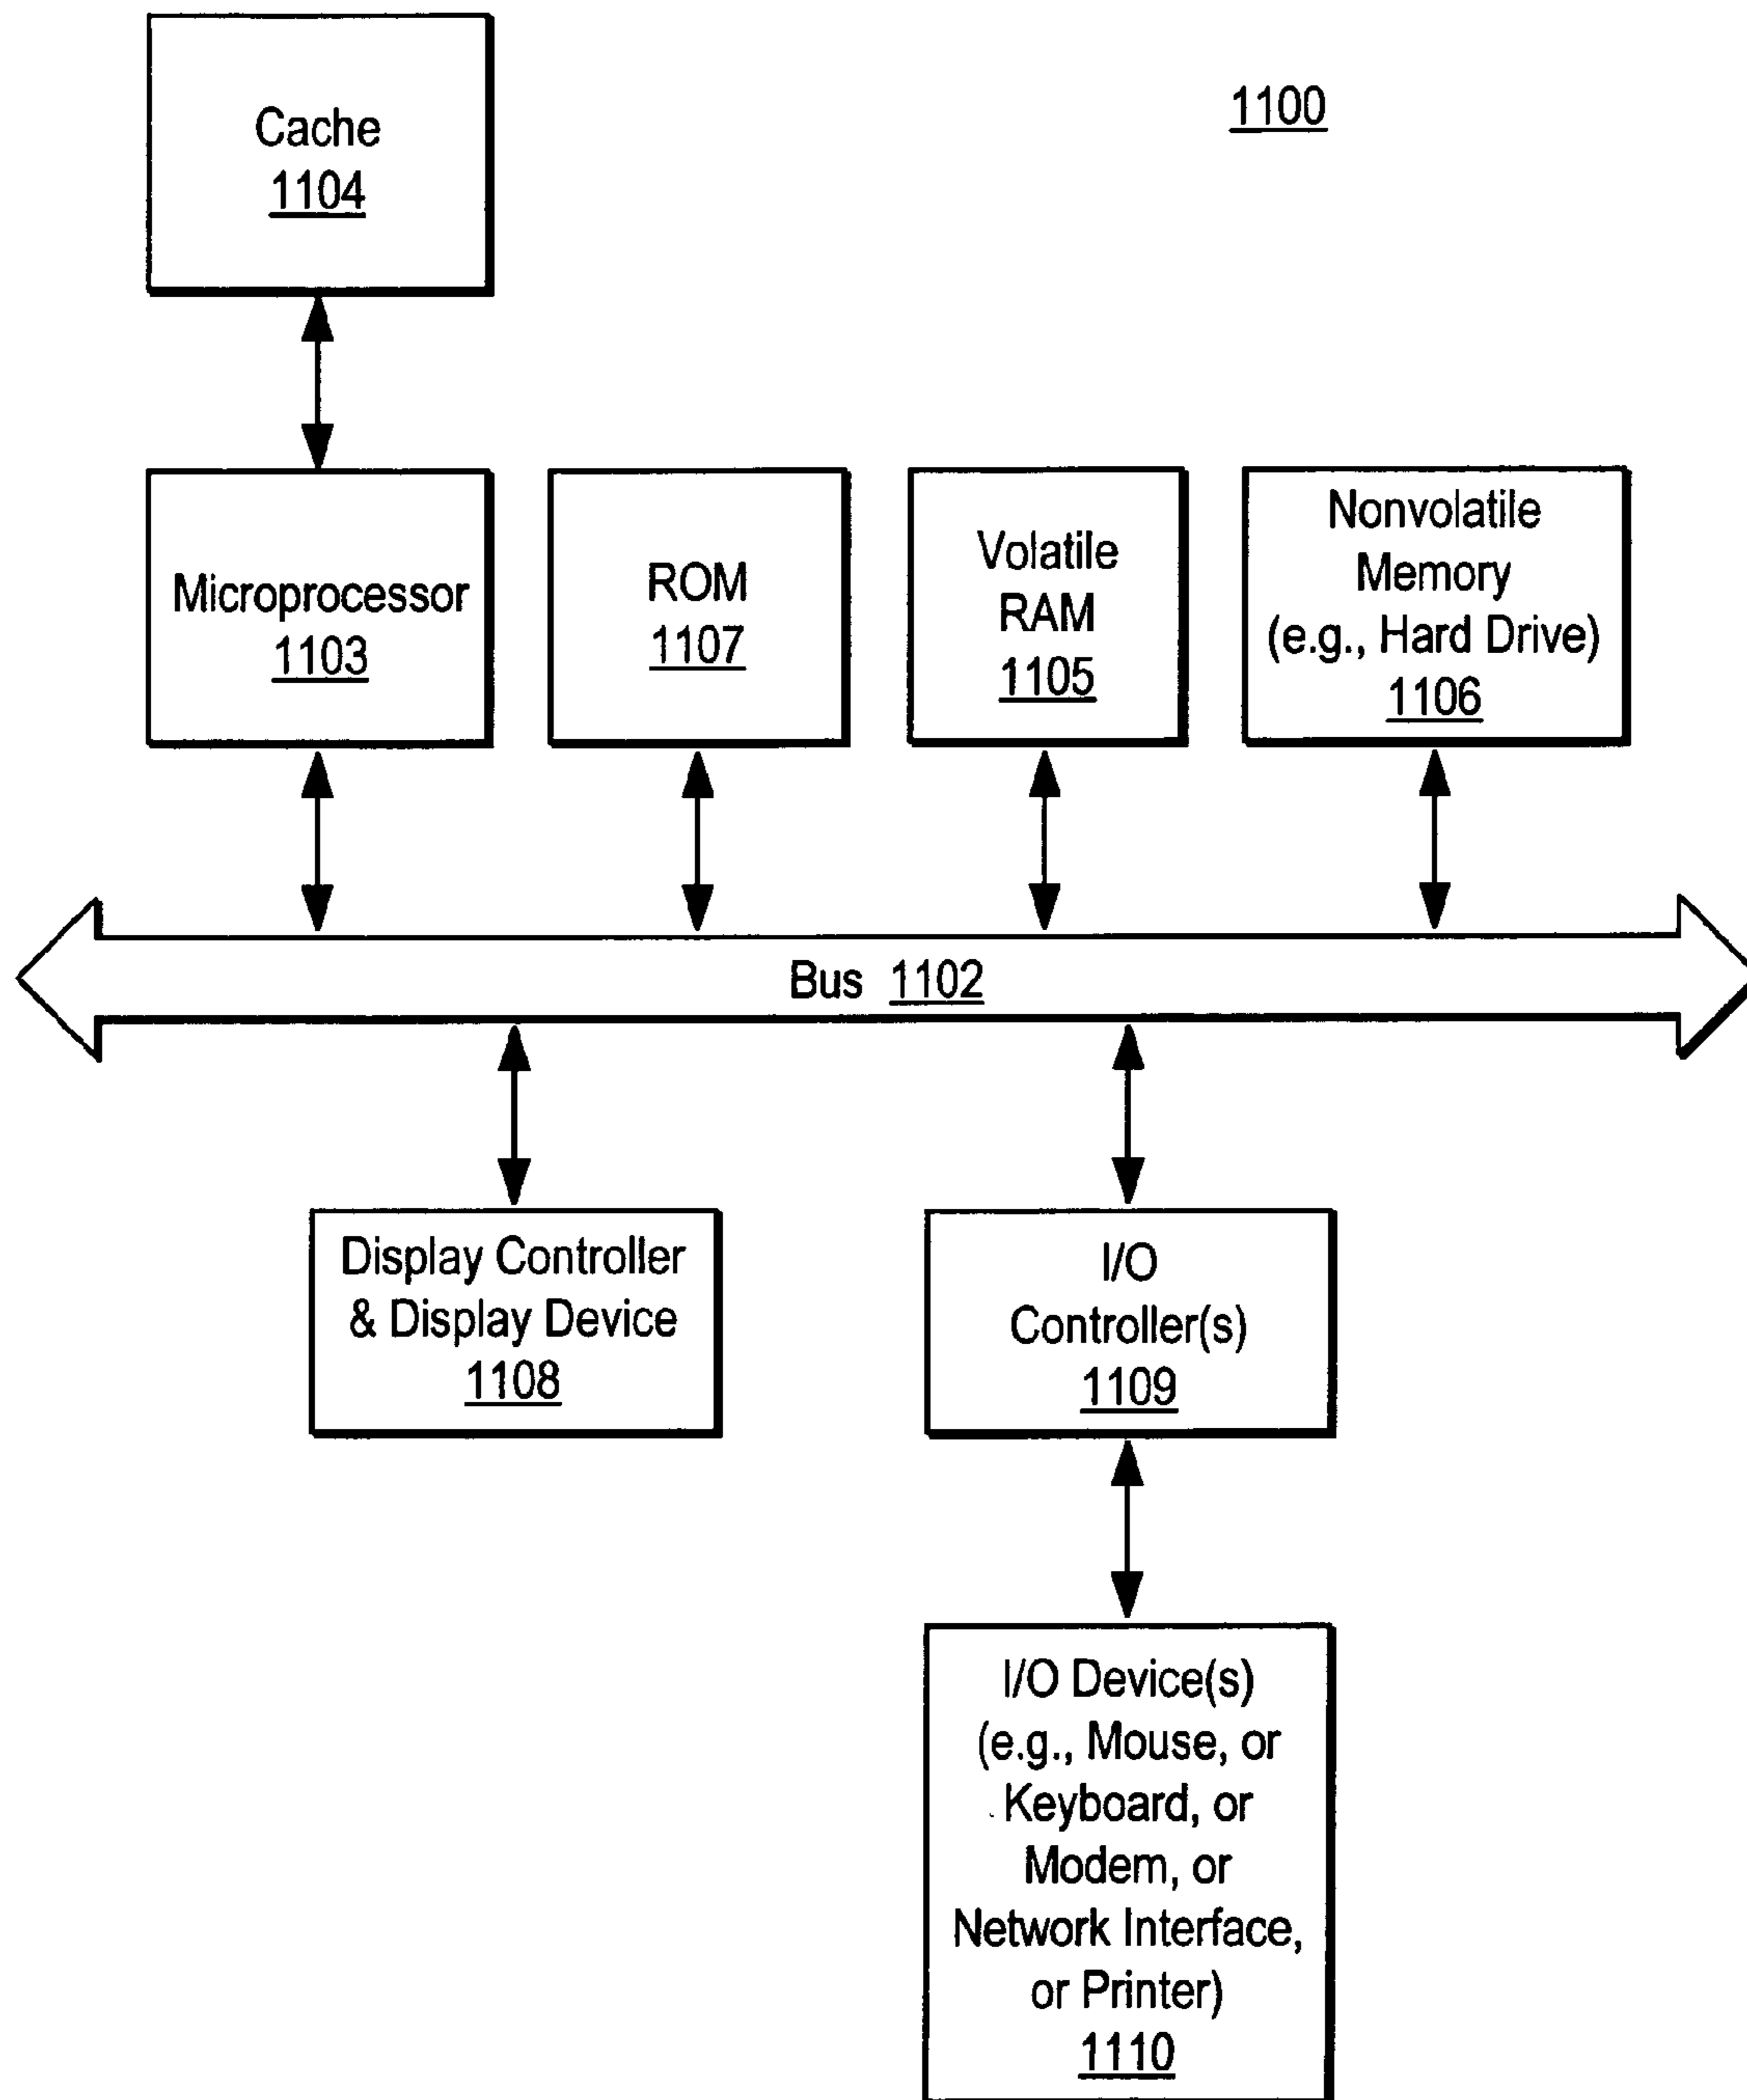 Cache
1104
1100
Microprocessor
1103
ROM
1107
Volatile
RAM
1105
Nonvolatile
Memory
(e.g., Hard Drive)
1106
Bus 1102
Display Controller
& Display Device
1108
I/O
Controller(s)
1109
I/O Device(s)
(e.g., Mouse, or
Keyboard, or
Modem, or
Network Interface,
or Printer)
1110